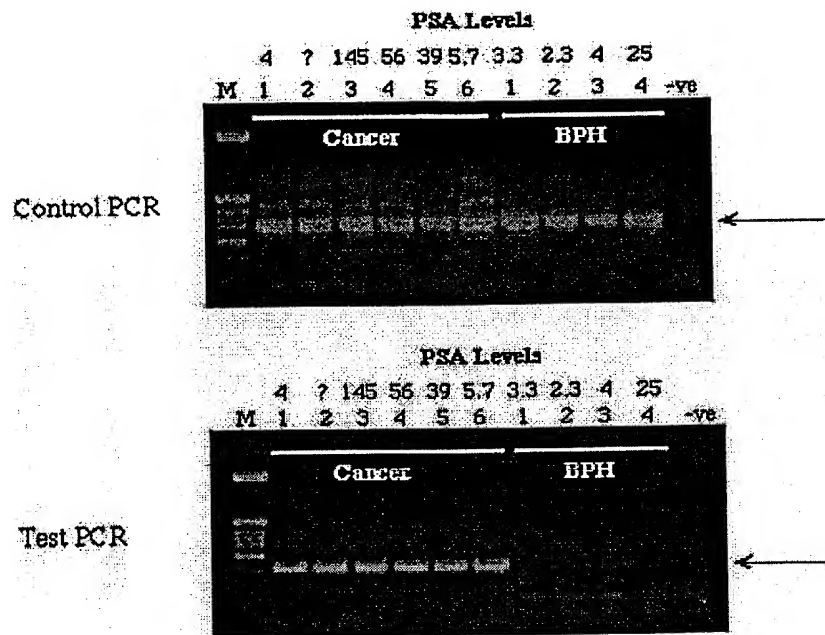 PSA Levels
4 ? 145 56 39 5.7 3.3 2.3 4 25
M 1 2 3 4 5 6 1 2 3 4 -ve
Cancer BPH
Control PCR
PSA Levels
4 ? 145 56 39 5.7 3.3 2.3 4 25
M 1 2 3 4 5 6 1 2 3 4 -ve
Cancer BPH
Test PCR